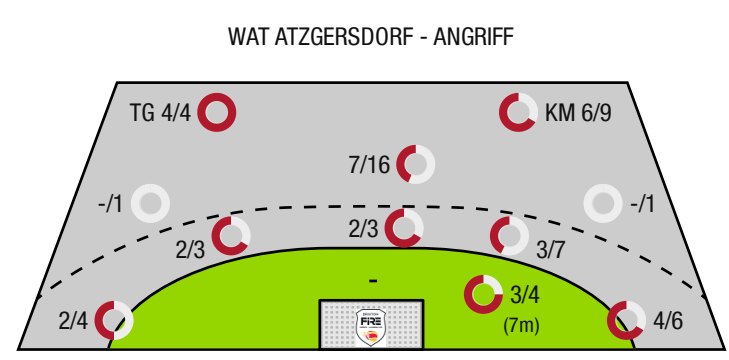 WAT ATZGERSDORF - ANGRIFF
TG 4/4
KM 6/9
7/16
-/1
-/1
2/3
2/3
3/7
-
3/4
(7m)
2/4
FIRE
4/6